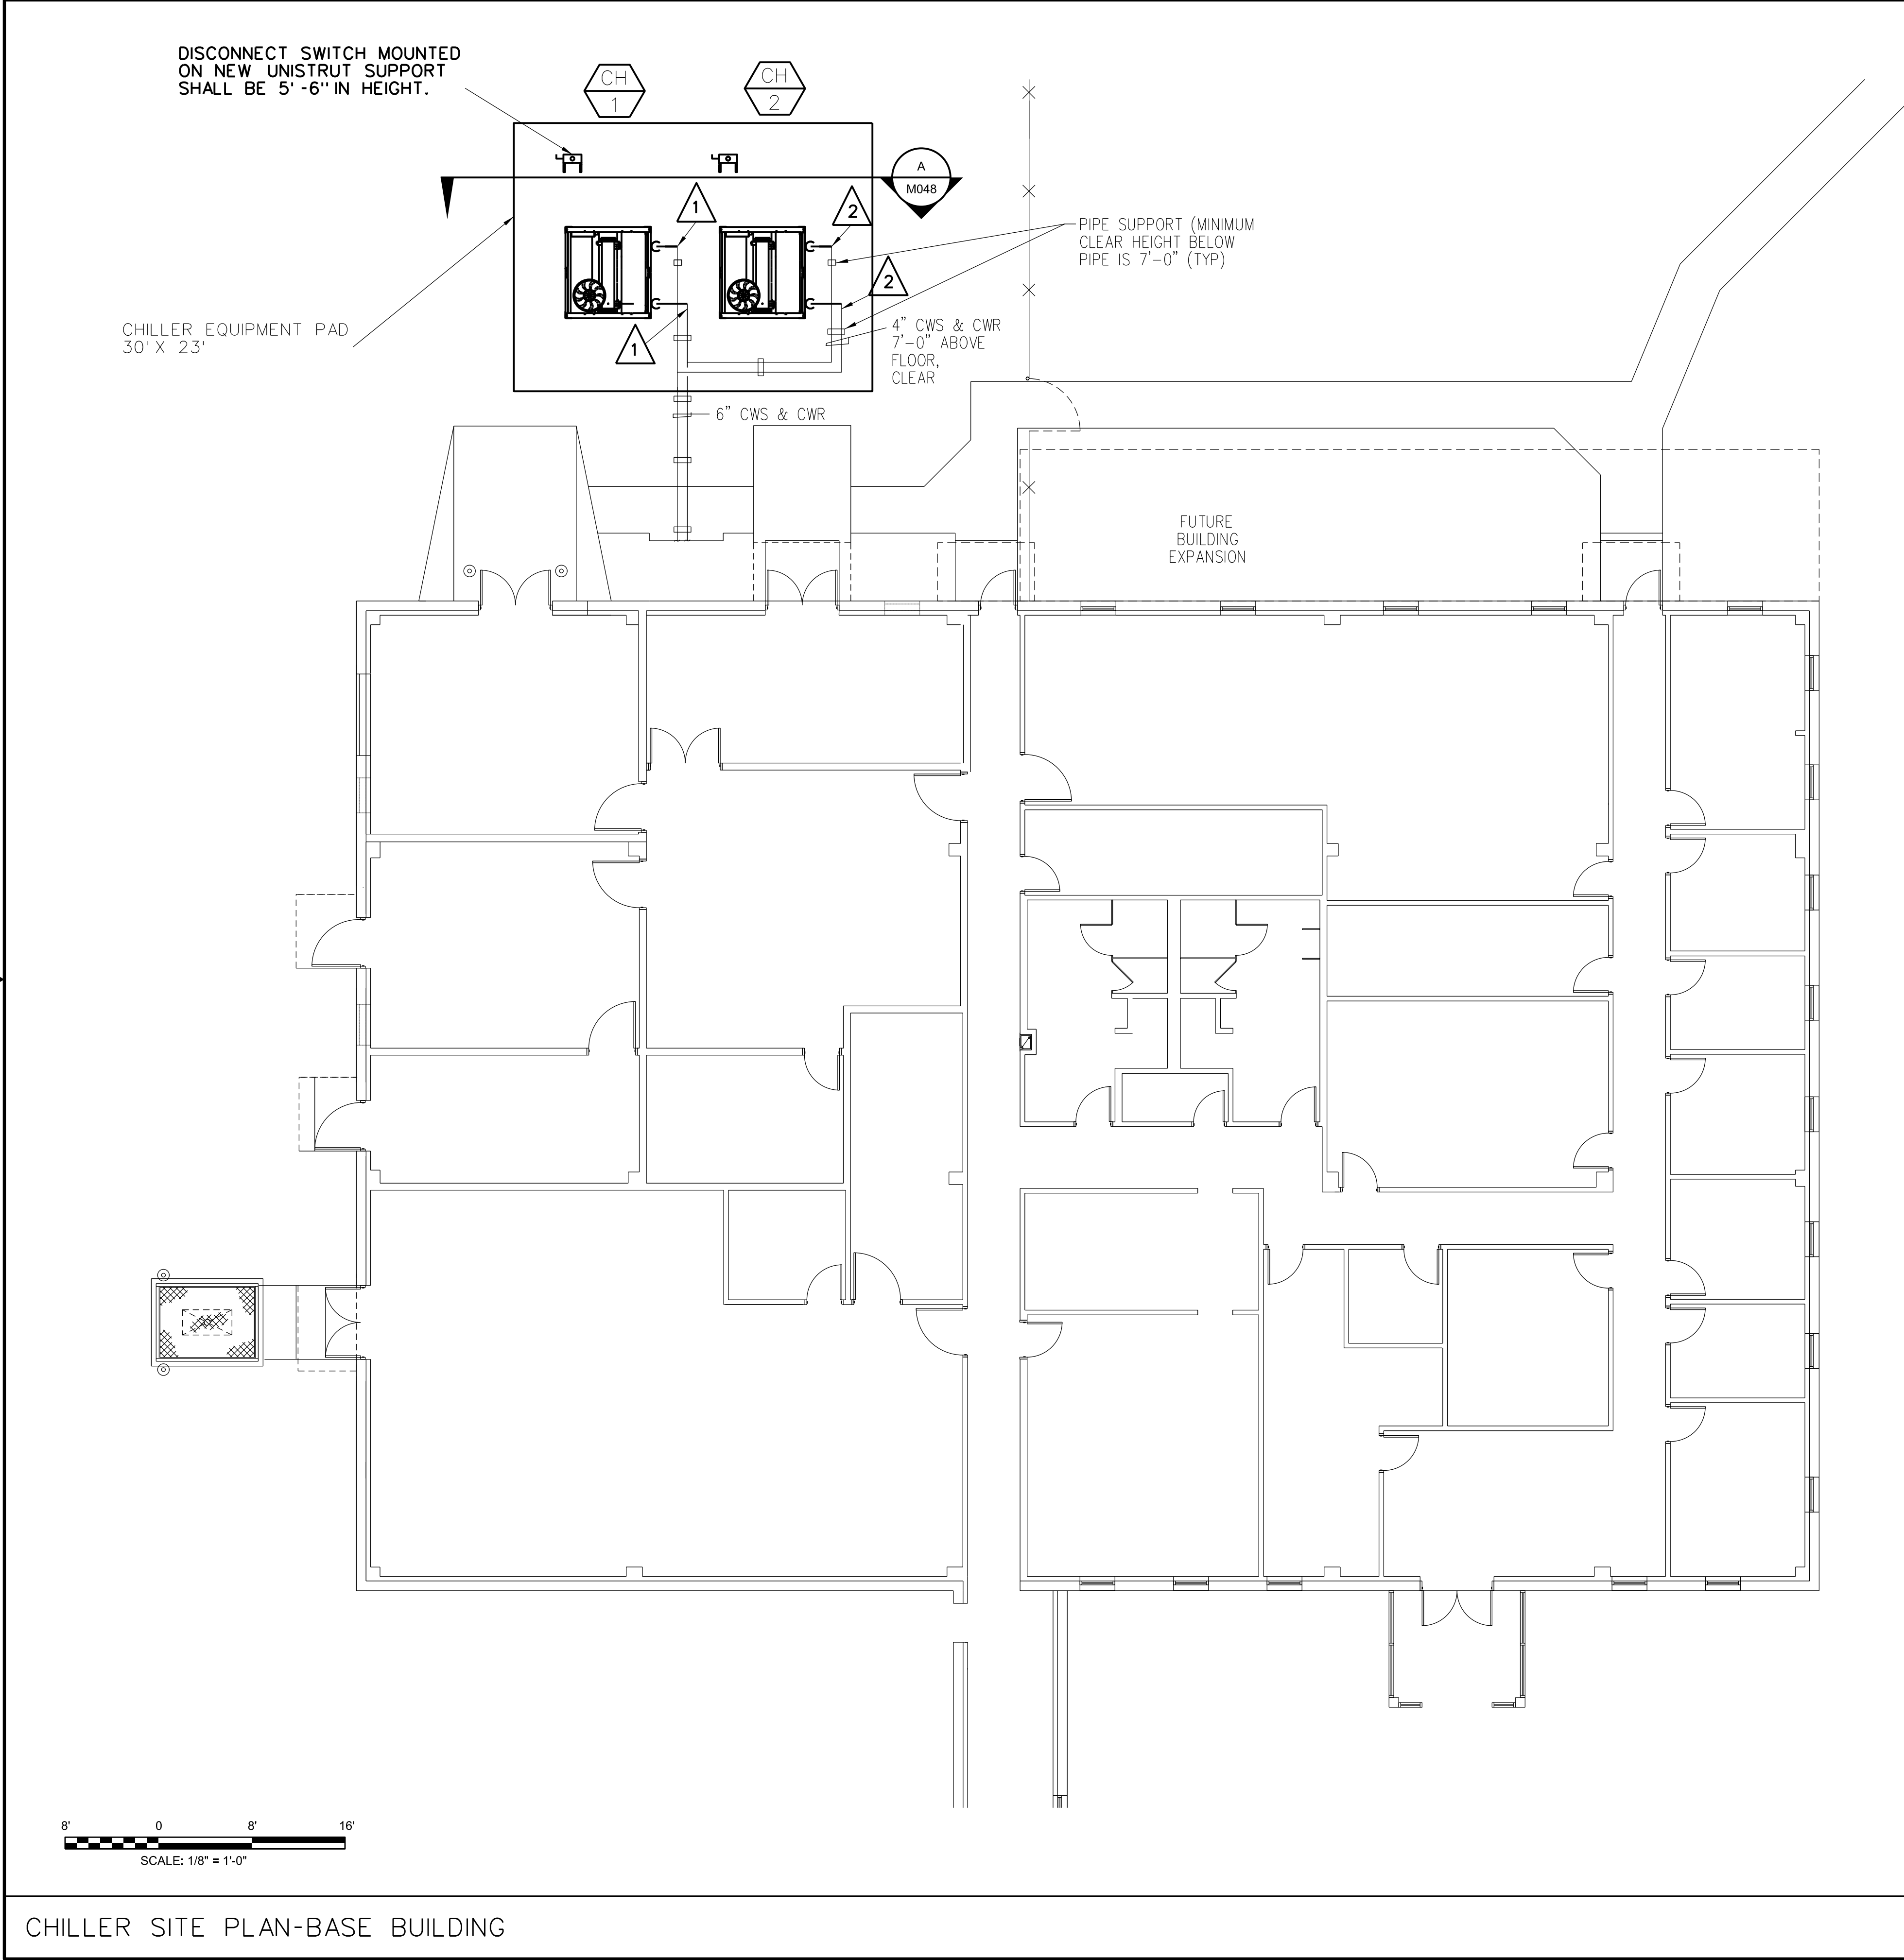 DISCONNECT SWITCH MOUNTED
ON NEW UNISTRUT SUPPORT
SHALL BE 5'-6" IN HEIGHT.
CH
1
CH
2
A
M048
1
2
PIPE SUPPORT (MINIMUM
CLEAR HEIGHT BELOW
PIPE IS 7'-0" (TYP)
2
1
CHILLER EQUIPMENT PAD
30' X 23'
4" CWS & CWR
7'-0" ABOVE
FLOOR,
CLEAR
6" CWS & CWR
FUTURE
BUILDING
EXPANSION
8' 0 8' 16'
SCALE: 1/8" = 1'-0"
CHILLER SITE PLAN-BASE BUILDING